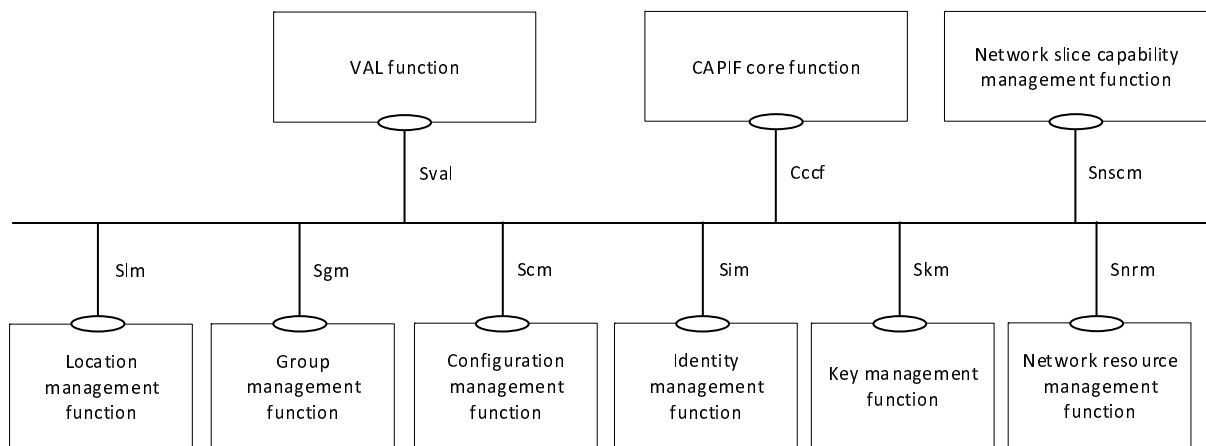 VAL function
CAPIF core function
Network slice capability
management function
Sval
Cccf
Snscm
Slm
Sgm
Scm
Sim
Skm
Snrm
Location
management
function
Group
management
function
Configuration
management
function
Identity
management
function
Key management
function
Network resource
management
function